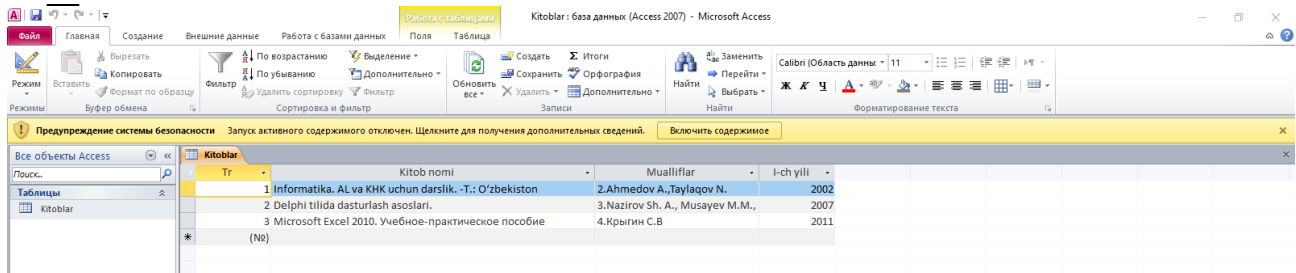 Работа с таблицами Kitoblar : база данных (Access 2007) - Microsoft Access
Файл Главная Создание Внешние данные Работа с базами данных Поля Таблица
Режим
Вставить
Вырезать
Копировать
Формат по образцу
Фильтр
По возрастанию
По убыванию
Удалить сортировку
Выделение
Дополнительно
Фильтр
Обновить все
Создать
Сохранить
Удалить
Итоги
Орфография
Дополнительно
Найти
Заменить
Перейти
Выбрать
Calibri (Область данны 11
Ж К Ч А
Режимы Буфер обмена Сортировка и фильтр Записи Найти Форматирование текста
Предупреждение системы безопасности Запуск активного содержимого отключен. Щелкните для получения дополнительных сведений. Включить содержимое
Все объекты Access
Поиск...
Таблицы
Kitoblar
Kitoblar
Tr Kitob nomi Mualliflar I-ch yili
1 Informatika. AL va KHK uchun darslik. -T.: O‘zbekiston 2.Ahmedov A.,Taylaqov N. 2002
2 Delphi tilida dasturlash asoslari. 3.Nazirov Sh. A., Musayev M.M., 2007
3 Microsoft Excel 2010. Учебное-практическое пособие 4.Крыгин С.В 2011
(№)